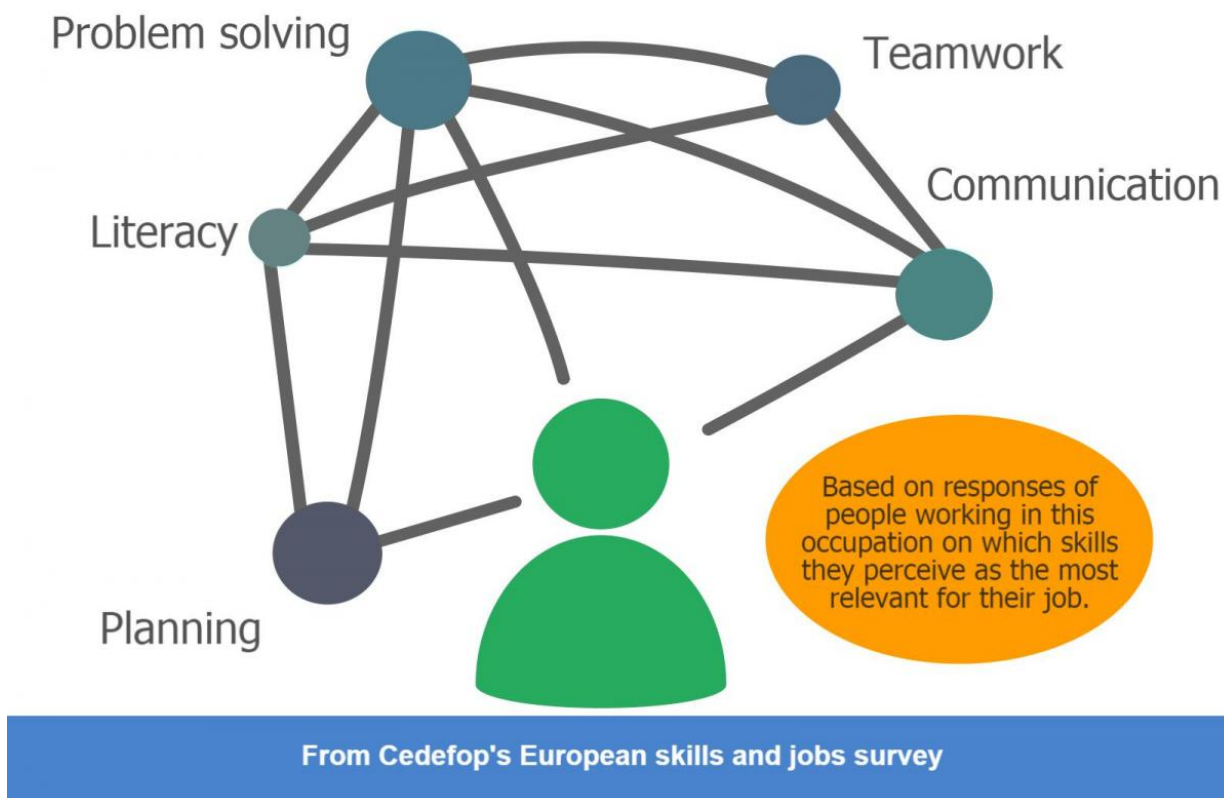 Problem solving
Teamwork
Communication
Literacy
Planning
Based on responses of
people working in this
occupation on which skills
they perceive as the most
relevant for their job.
From Cedefop's European skills and jobs survey